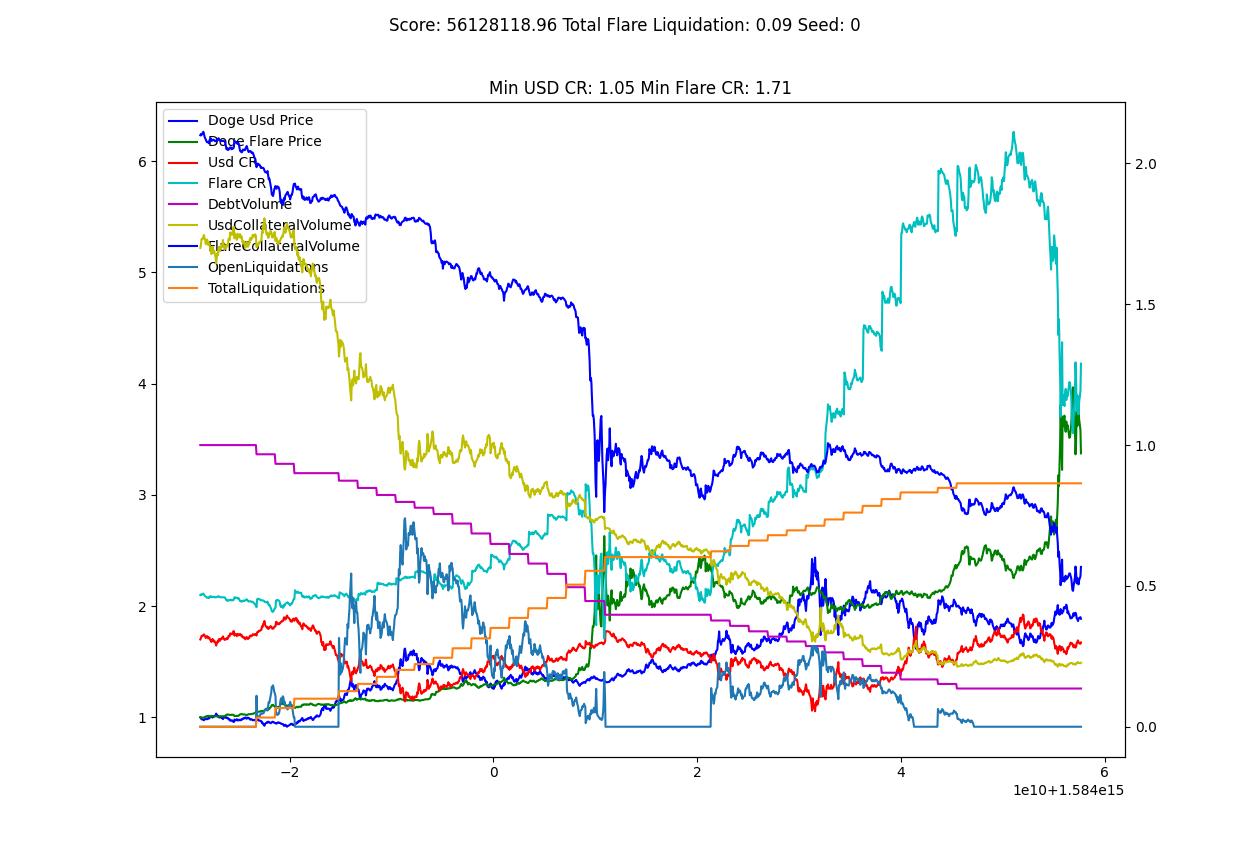 Score: 56128118.96 Total Flare Liquidation: 0.09 Seed: 0
Min USD CR: 1.05 Min Flare CR: 1.71
Doge Usd Price
Doge Flare Price
Usd CR
Flare CR
DebtVolume
UsdCollateralVolume
FlareCollateralVolume
OpenLiquidations
TotalLiquidations
6
5
4
3
2
1
2.0
1.5
1.0
0.5
0.0
−2
0
2
4
6
1e10+1.584e15